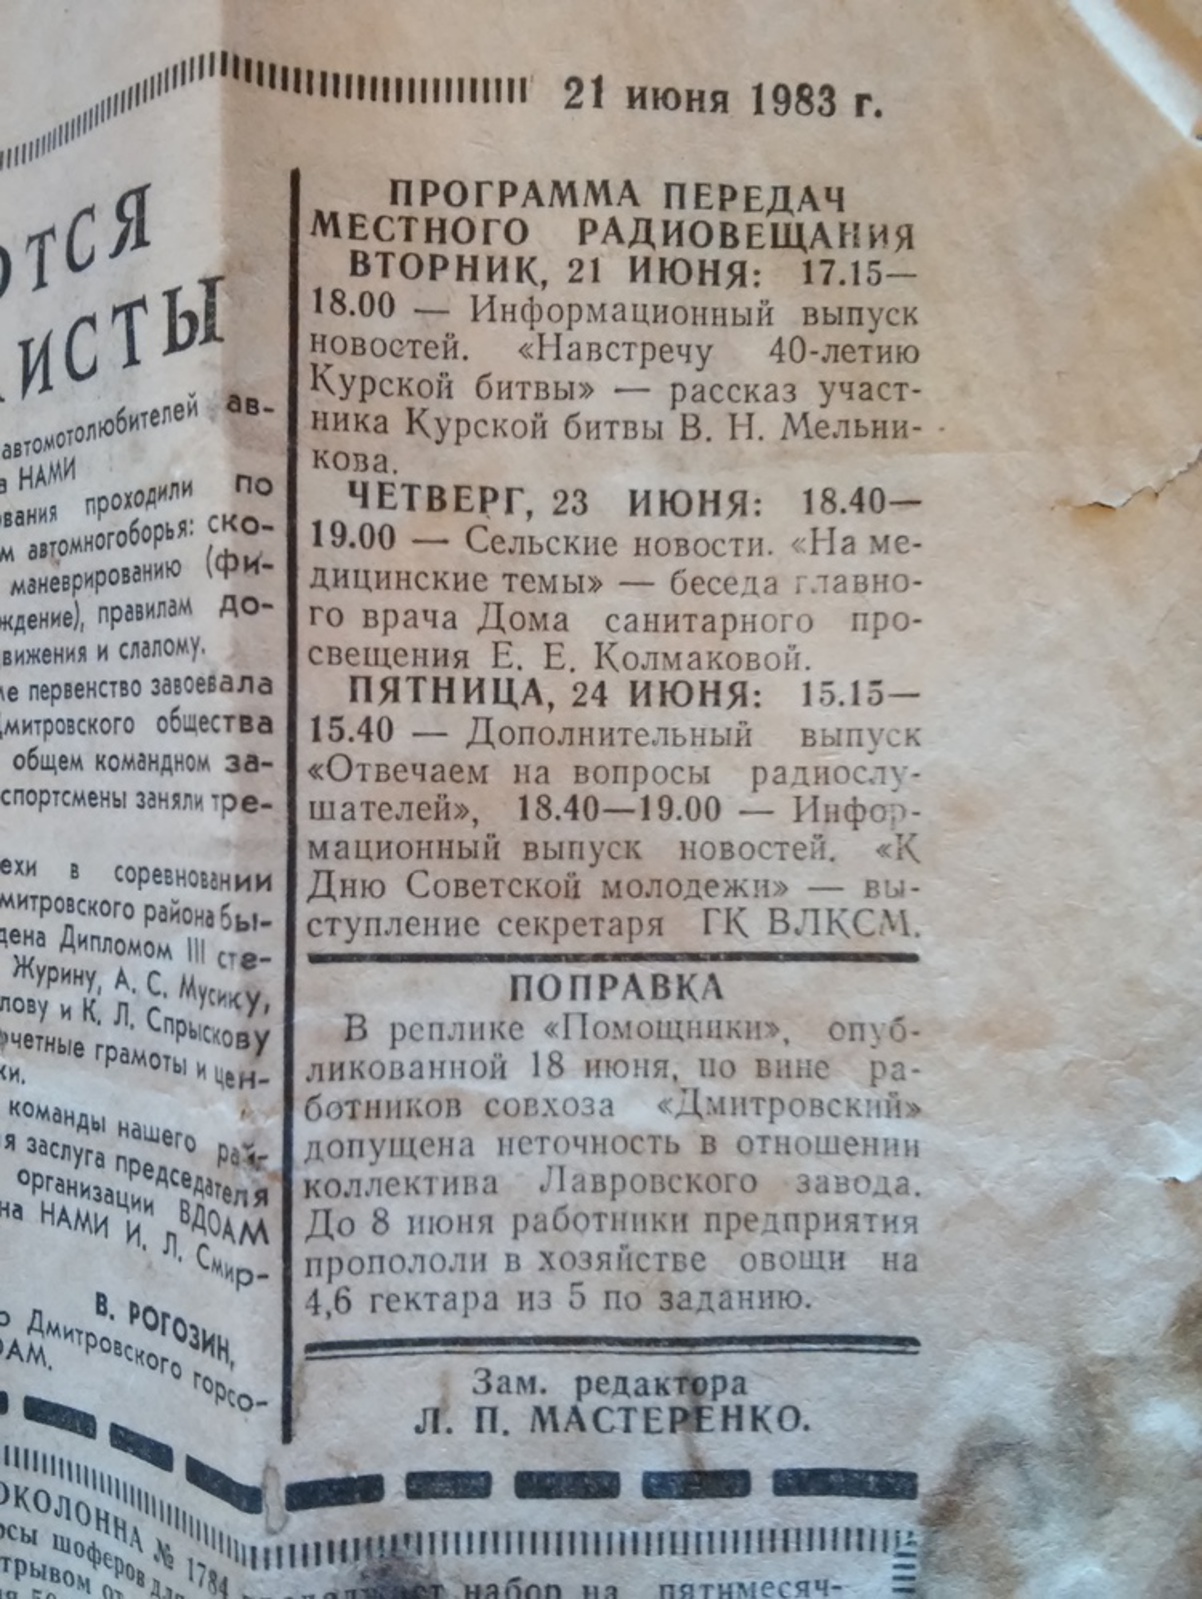 21 июня 1983 г.
ОТСЯ
ИСТЫ
автомотолюбителей ав-
НАМИ
проходили по
автомногоборья: ско-
маневрированию (фи-
правилам до-
и слалому.
первенство завоевала
Дмитровского общества
общем командном за-
спортсмены заняли тре-
в соревновании
района бы-
Дипломом III сте-
Журину, А. С. Мусику,
и К. Л. Спрыскову
грамоты и цен-
команды нашего рай-
заслуга председателя
организации ВДОАМ
НАМИ И. Л. Смир-
В. РОГОЗИН,
Дмитровского горсо-
ПРОГРАММА ПЕРЕДАЧ
МЕСТНОГО РАДИОВЕЩАНИЯ
ВТОРНИК, 21 ИЮНЯ: 17.15—
18.00 — Информационный выпуск
новостей. «Навстречу 40-летию
Курской битвы» — рассказ участ-
ника Курской битвы В. Н. Мельни-
кова.
ЧЕТВЕРГ, 23 ИЮНЯ: 18.40—
19.00 — Сельские новости. «На ме-
дицинские темы» — беседа главно-
го врача Дома санитарного про-
свещения Е. Е. Колмаковой.
ПЯТНИЦА, 24 ИЮНЯ: 15.15—
15.40 — Дополнительный выпуск
«Отвечаем на вопросы радиослу-
шателей», 18.40—19.00 — Инфор-
мационный выпуск новостей. «К
Дню Советской молодежи» — вы-
ступление секретаря ГК ВЛКСМ.
ПОПРАВКА
В реплике «Помощники», опуб-
ликованной 18 июня, по вине ра-
ботников совхоза «Дмитровский»
допущена неточность в отношении
коллектива Лавровского завода.
До 8 июня работники предприятия
пропололи в хозяйстве овощи на
4,6 гектара из 5 по заданию.
Зам. редактора
Л. П. МАСТЕРЕНКО.
ОКОЛОННА № 1784
набор на пятимесяч-
шоферов